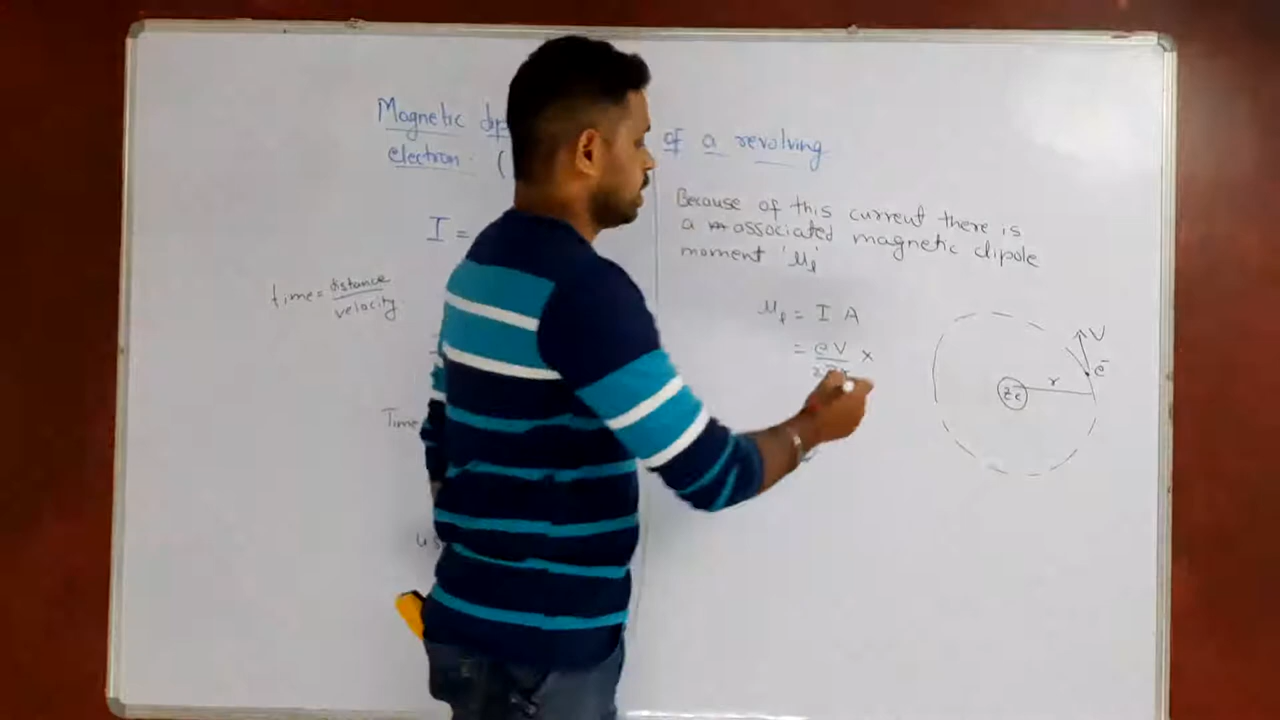 Magnetic of a revolving
electron (
I =
time = distance / velocity
Time
Because of this current there is
a associated magnetic dipole
moment 'μl'
μl = I A
= eV / 2πr ×
V
e⁻
r
Ze